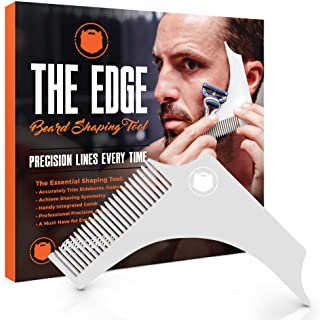 THE EDGE
Beard Shaping Tool
PRECISION LINES EVERY TIME
The Essential Shaping Tool:
• Accurately Trim Sideburns,
• Achieve Shaving Symmetry
• Handy Integrated Comb
• Professional Precision
• A Must Have for